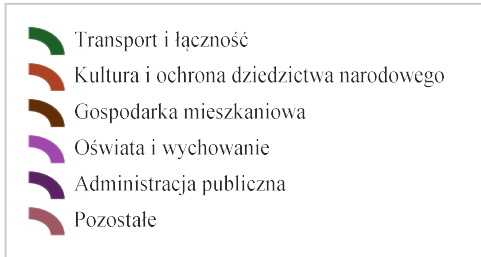 Transport i łączność
Kultura i ochrona dziedzictwa narodowego
Gospodarka mieszkaniowa
Oświata i wychowanie
Administracja publiczna
Pozostałe